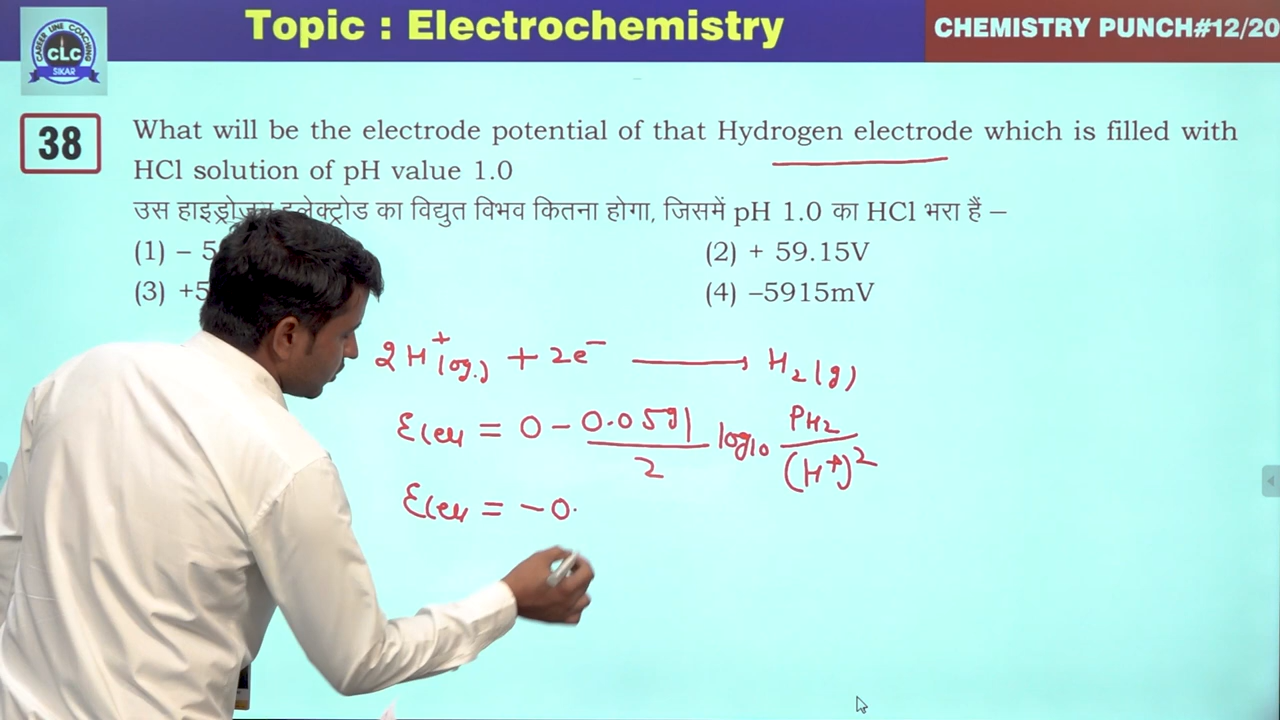 Topic : Electrochemistry
CHEMISTRY PUNCH#12/20
CAREER LINE COACHING
CLC
SIKAR
38
What will be the electrode potential of that Hydrogen electrode which is filled with
HCl solution of pH value 1.0
उस हाइड्रोजन इलेक्ट्रोड का विद्युत विभव कितना होगा, जिसमें pH 1.0 का HCl भरा हैं –
(1) – 5
(2) + 59.15V
(3) +5
(4) –5915mV
2H+(aq.) + 2e– → H2(g)
Ecell = 0 – 0.0591/2 log10 PH2/(H+)2
Ecell = –0.